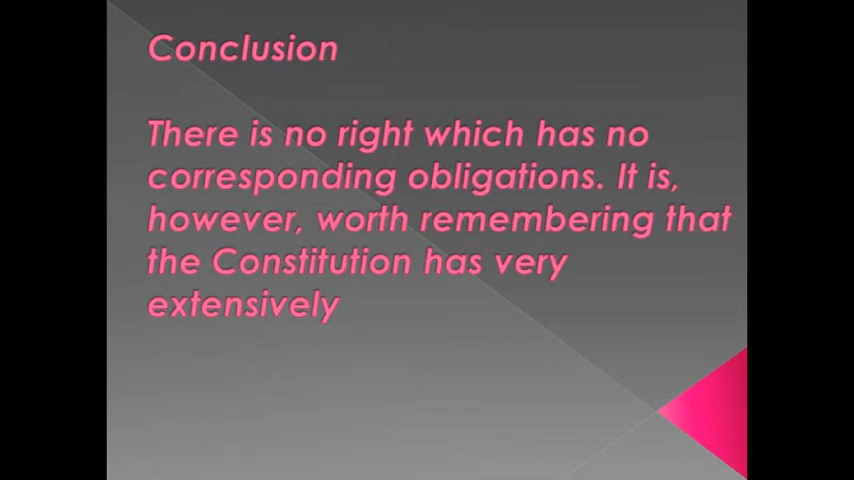 Conclusion
There is no right which has no
corresponding obligations. It is,
however, worth remembering that
the Constitution has very
extensively